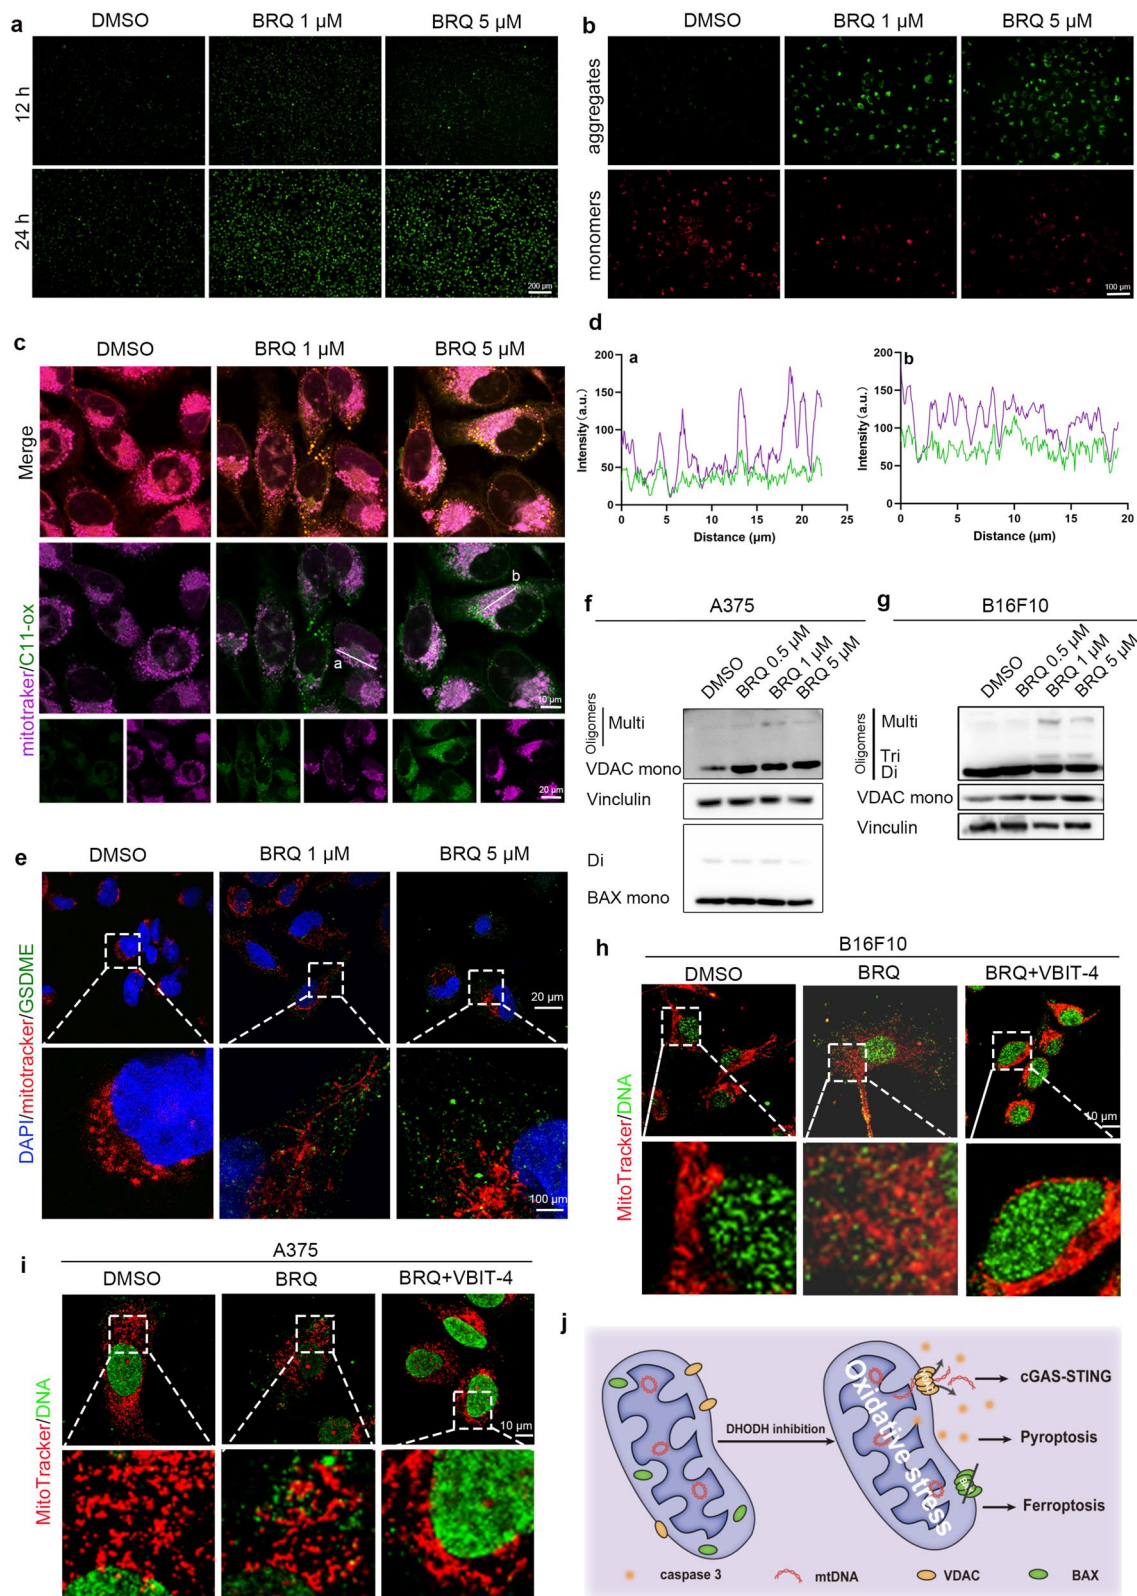 a
DMSO
BRQ 1 µM
BRQ 5 µM
12 h
24 h
200 µm
b
DMSO
BRQ 1 µM
BRQ 5 µM
aggregates
monomers
100 µm
c
DMSO
BRQ 1 µM
BRQ 5 µM
Merge
mitotraker/C11-ox
a
b
10 µm
20 µm
d
a
Intensity (a.u.)
200
150
100
50
0
0 5 10 15 20 25
Distance (µm)
b
Intensity (a.u.)
200
150
100
50
0
0 5 10 15 20
Distance (µm)
e
DMSO
BRQ 1 µM
BRQ 5 µM
DAPI/mitotracker/GSDME
20 µm
100 µm
f
A375
DMSO
BRQ 0.5 µM
BRQ 1 µM
BRQ 5 µM
Oligomers
Multi
VDAC mono
Vinclulin
Di
BAX mono
g
B16F10
DMSO
BRQ 0.5 µM
BRQ 1 µM
BRQ 5 µM
Oligomers
Multi
Tri
Di
VDAC mono
Vinculin
h
B16F10
DMSO
BRQ
BRQ+VBIT-4
MitoTracker/DNA
10 µm
i
A375
DMSO
BRQ
BRQ+VBIT-4
MitoTracker/DNA
10 µm
j
DHODH inhibition
Oxidative stress
cGAS-STING
Pyroptosis
Ferroptosis
caspase 3
mtDNA
VDAC
BAX